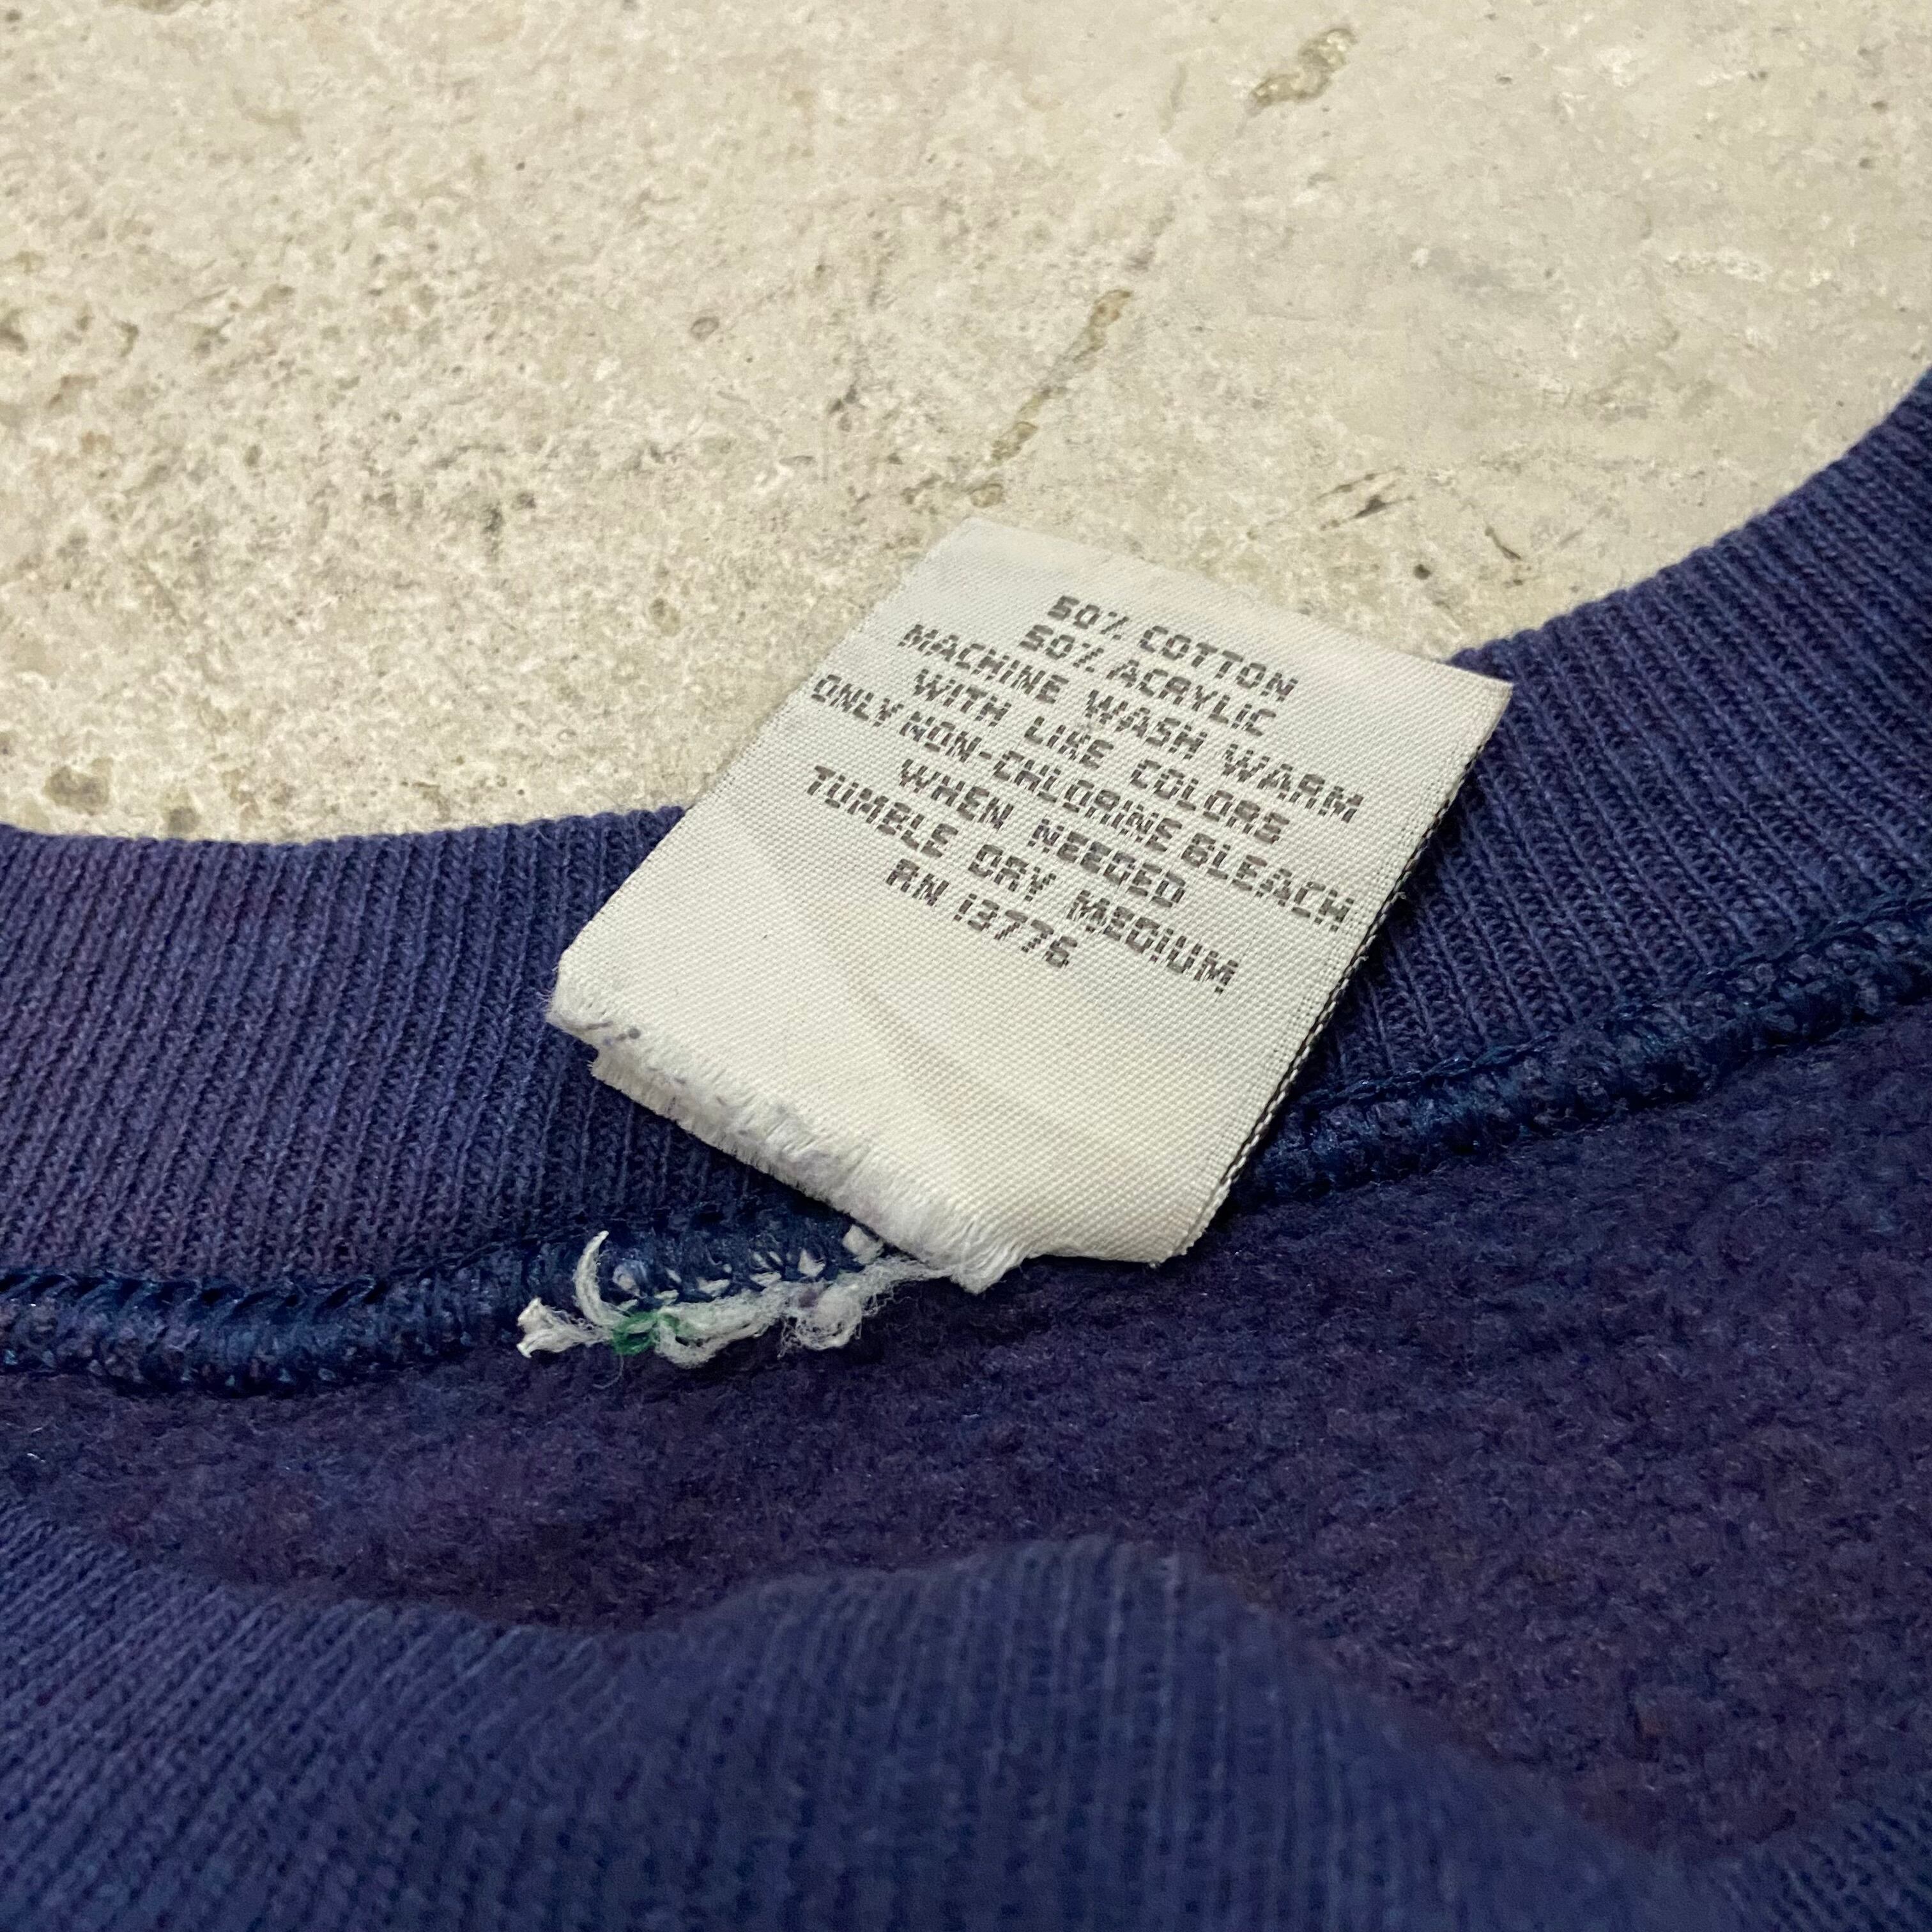 50% COTTON
50% ACRYLIC
MACHINE WASH WARM
WITH LIKE COLORS
ONLY NON-CHLORINE BLEACH
WHEN NEEDED
TUMBLE DRY MEDIUM
RN 13776